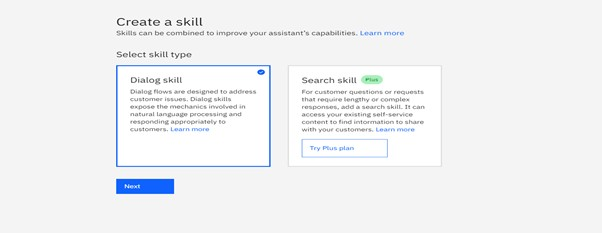 Create a skill
Skills can be combined to improve your assistant's capabilities. Learn more
Select skill type
Dialog skill
Dialog flows are designed to address
customer issues. Dialog skills
expose the mechanics involved in
natural language processing and
responding appropriately to
customers. Learn more
Search skill Plus
For customer questions or requests
that require lengthy or complex
responses, add a search skill. It can
access your existing self-service
content to find information to share
with your customers. Learn more
Try Plus plan
Next